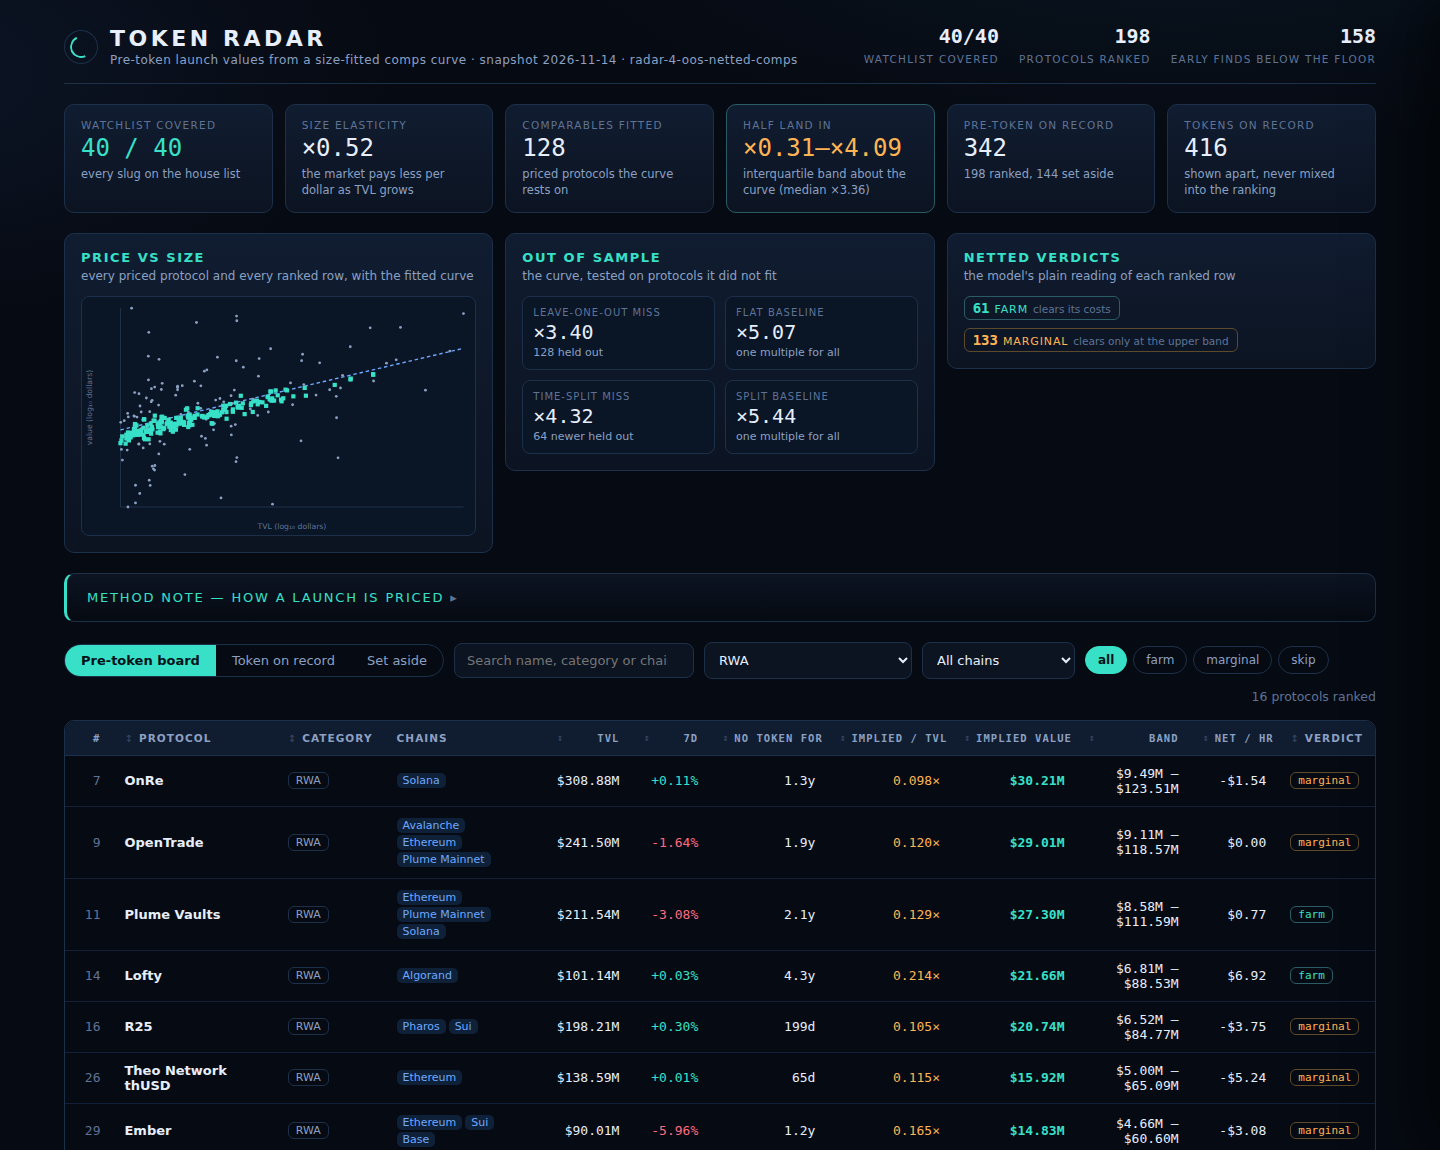 TOKEN RADAR
Pre-token launch values from a size-fitted comps curve · snapshot 2026-11-14 · radar-4-oos-netted-comps
40/40
WATCHLIST COVERED
198
PROTOCOLS RANKED
158
EARLY FINDS BELOW THE FLOOR
WATCHLIST COVERED
40 / 40
every slug on the house list
SIZE ELASTICITY
×0.52
the market pays less per
dollar as TVL grows
COMPARABLES FITTED
128
priced protocols the curve
rests on
HALF LAND IN
×0.31—×4.09
interquartile band about the
curve (median ×3.36)
PRE-TOKEN ON RECORD
342
198 ranked, 144 set aside
TOKENS ON RECORD
416
shown apart, never mixed
into the ranking
PRICE VS SIZE
every priced protocol and every ranked row, with the fitted curve
value (log₁₀ dollars)
TVL (log₁₀ dollars)
OUT OF SAMPLE
the curve, tested on protocols it did not fit
LEAVE-ONE-OUT MISS
×3.40
128 held out
FLAT BASELINE
×5.07
one multiple for all
TIME-SPLIT MISS
×4.32
64 newer held out
SPLIT BASELINE
×5.44
one multiple for all
NETTED VERDICTS
the model's plain reading of each ranked row
61 FARM clears its costs
133 MARGINAL clears only at the upper band
METHOD NOTE — HOW A LAUNCH IS PRICED ▸
Pre-token board Token on record Set aside Search name, category or chai RWA All chains all farm marginal skip
16 protocols ranked
# ↕ PROTOCOL ↕ CATEGORY CHAINS ↕ TVL ↕ 7D ↕ NO TOKEN FOR ↕ IMPLIED / TVL ↕ IMPLIED VALUE ↕ BAND ↕ NET / HR ↕ VERDICT
7 OnRe RWA Solana $308.88M +0.11% 1.3y 0.098× $30.21M $9.49M – $123.51M -$1.54 marginal
9 OpenTrade RWA Avalanche Ethereum Plume Mainnet $241.50M -1.64% 1.9y 0.120× $29.01M $9.11M – $118.57M $0.00 marginal
11 Plume Vaults RWA Ethereum Plume Mainnet Solana $211.54M -3.08% 2.1y 0.129× $27.30M $8.58M – $111.59M $0.77 farm
14 Lofty RWA Algorand $101.14M +0.03% 4.3y 0.214× $21.66M $6.81M – $88.53M $6.92 farm
16 R25 RWA Pharos Sui $198.21M +0.30% 199d 0.105× $20.74M $6.52M – $84.77M -$3.75 marginal
26 Theo Network thUSD RWA Ethereum $138.59M +0.01% 65d 0.115× $15.92M $5.00M – $65.09M -$5.24 marginal
29 Ember RWA Ethereum Sui Base $90.01M -5.96% 1.2y 0.165× $14.83M $4.66M – $60.60M -$3.08 marginal